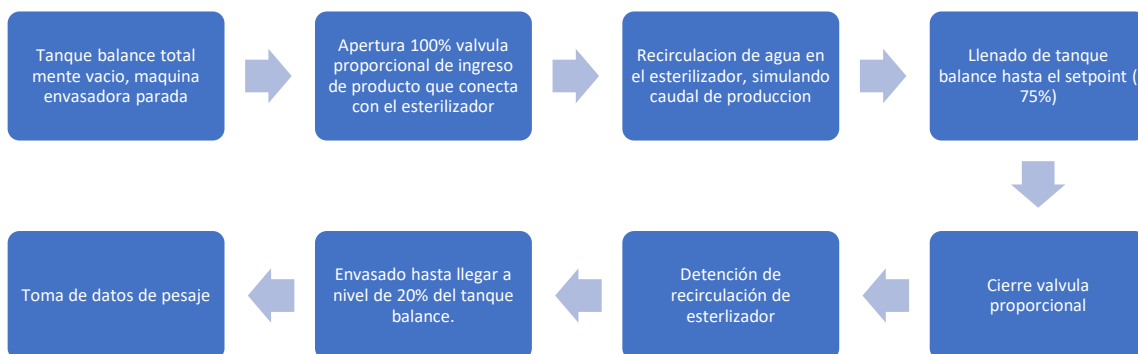 Tanque balance total
mente vacio, maquina
envasadora parada
Apertura 100% valvula
proporcional de ingreso
de producto que conecta
con el esterilizador
Recirculacion de agua en
el esterilizador, simulando
caudal de produccion
Llenado de tanque
balance hasta el setpoint (
75%)
Cierre valvula
proporcional
Detención de
recirculación de
esterlizador
Envasado hasta llegar a
nivel de 20% del tanque
balance.
Toma de datos de pesaje